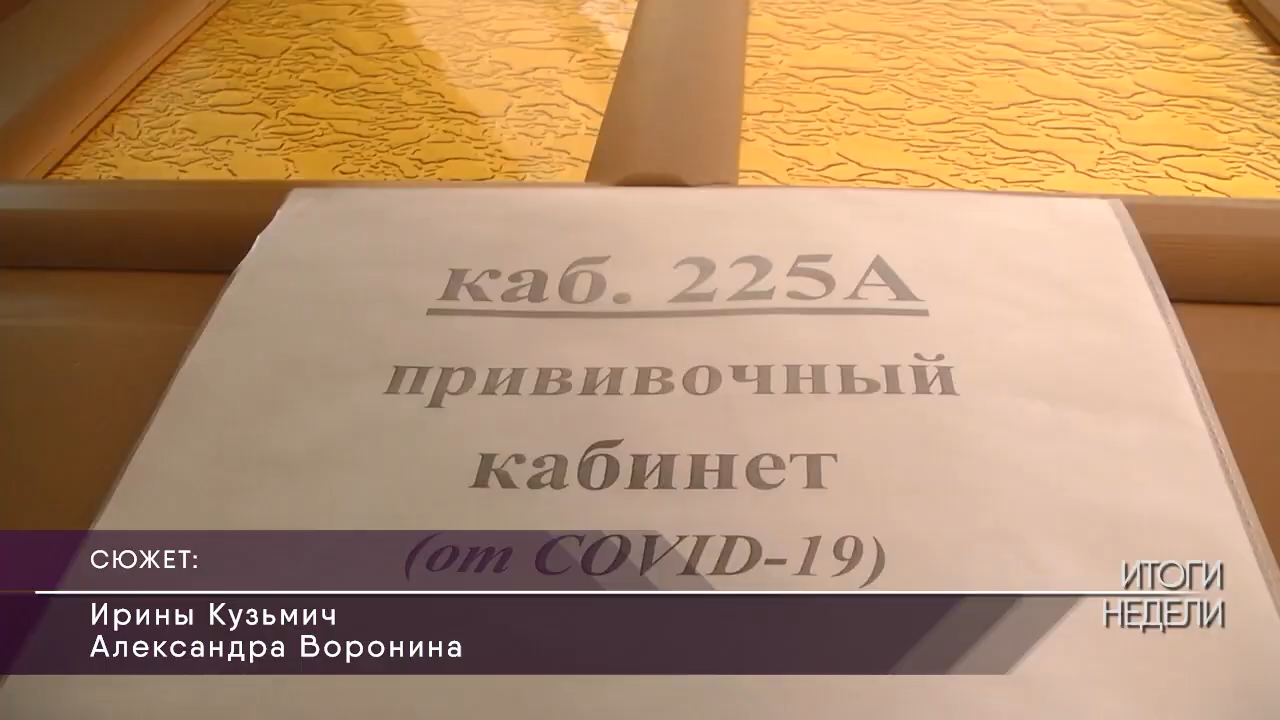 каб. 225А
прививочный
кабинет
(от COVID-19)
СЮЖЕТ:
Ирины Кузьмич
Александра Воронина
ИТОГИ
НЕДЕЛИ